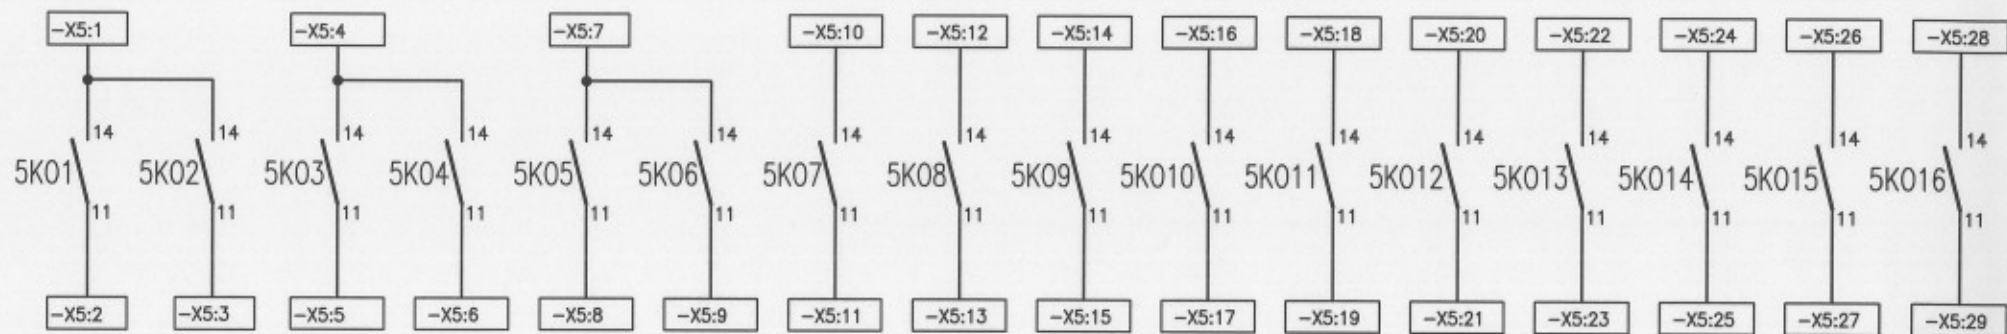 -X5:1 -X5:4 -X5:7 -X5:10 -X5:12 -X5:14 -X5:16 -X5:18 -X5:20 -X5:22 -X5:24 -X5:26 -X5:28
14 14 14 14 14 14 14 14 14 14 14 14 14 14 14 14
5K01 5K02 5K03 5K04 5K05 5K06 5K07 5K08 5K09 5K010 5K011 5K012 5K013 5K014 5K015 5K016
11 11 11 11 11 11 11 11 11 11 11 11 11 11 11 11
-X5:2 -X5:3 -X5:5 -X5:6 -X5:8 -X5:9 -X5:11 -X5:13 -X5:15 -X5:17 -X5:19 -X5:21 -X5:23 -X5:25 -X5:27 -X5:29